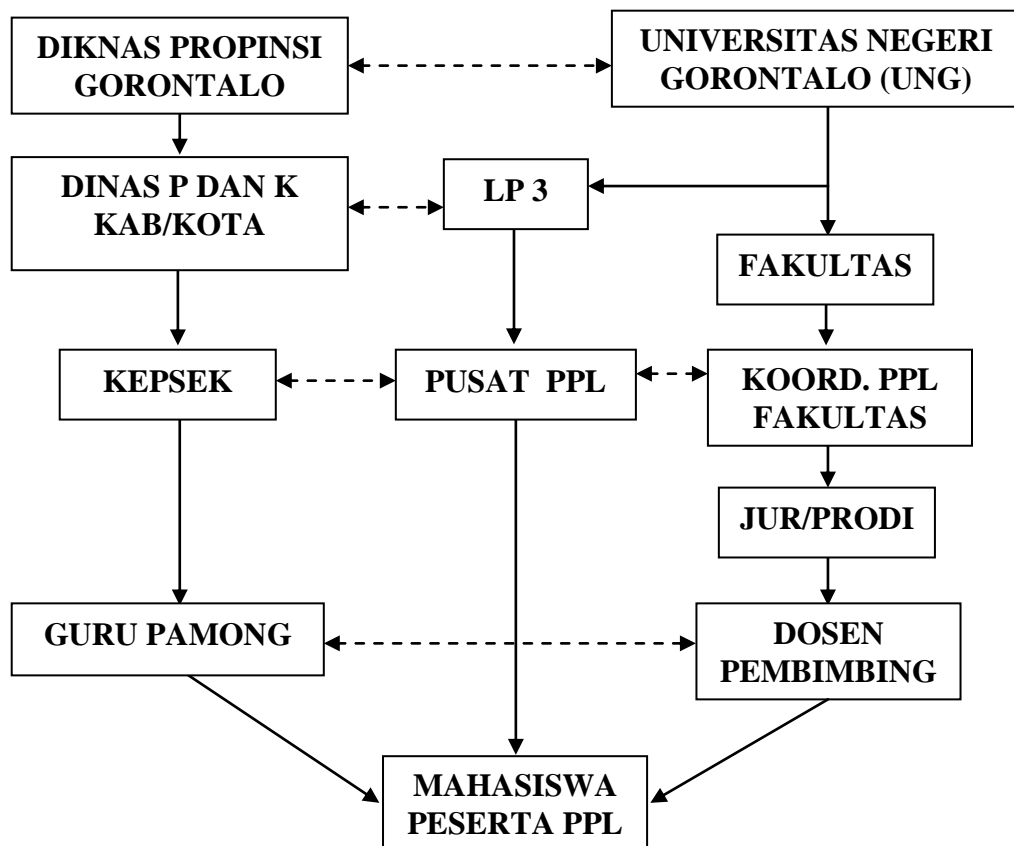 DIKNAS PROPINSI
GORONTALO
UNIVERSITAS NEGERI
GORONTALO (UNG)
DINAS P DAN K
KAB/KOTA
LP 3
FAKULTAS
KEPSEK
PUSAT PPL
KOORD. PPL
FAKULTAS
JUR/PRODI
GURU PAMONG
DOSEN
PEMBIMBING
MAHASISWA
PESERTA PPL